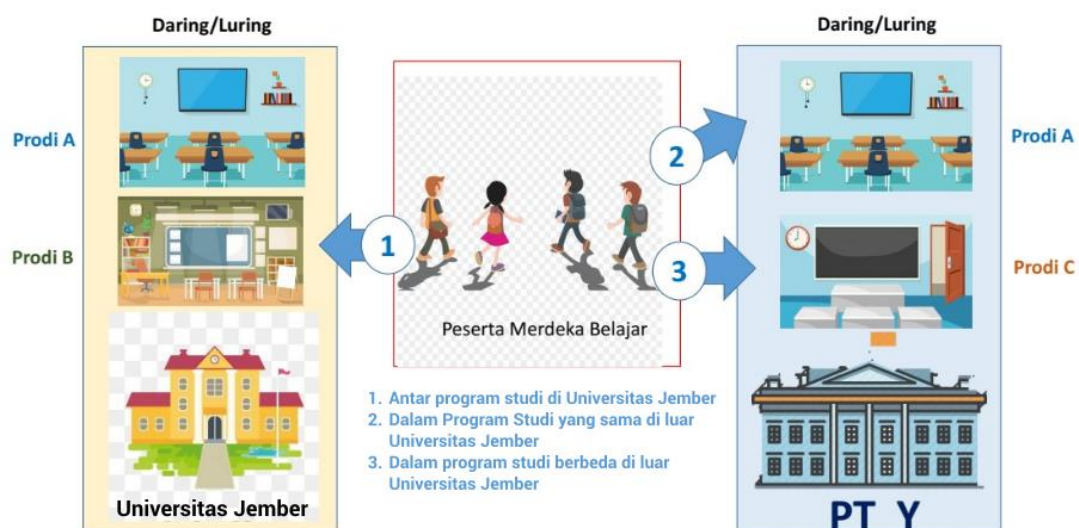 Daring/Luring
Prodi A
Prodi B
Universitas Jember
1
2
3
Peserta Merdeka Belajar
1. Antar program studi di Universitas Jember
2. Dalam Program Studi yang sama di luar
Universitas Jember
3. Dalam program studi berbeda di luar
Universitas Jember
Daring/Luring
Prodi A
Prodi C
PT Y